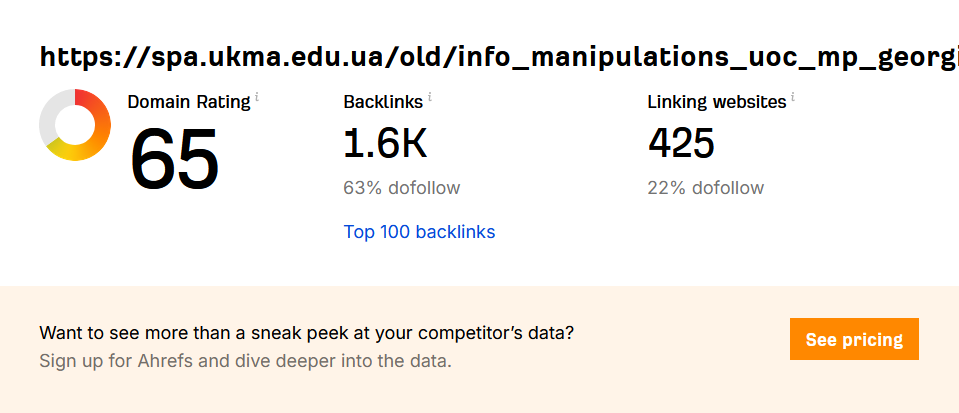 https://spa.ukma.edu.ua/old/info_manipulations_uoc_mp_georgi
Domain Rating i
65
Backlinks i
1.6K
63% dofollow
Top 100 backlinks
Linking websites i
425
22% dofollow
Want to see more than a sneak peek at your competitor’s data?
Sign up for Ahrefs and dive deeper into the data.
See pricing